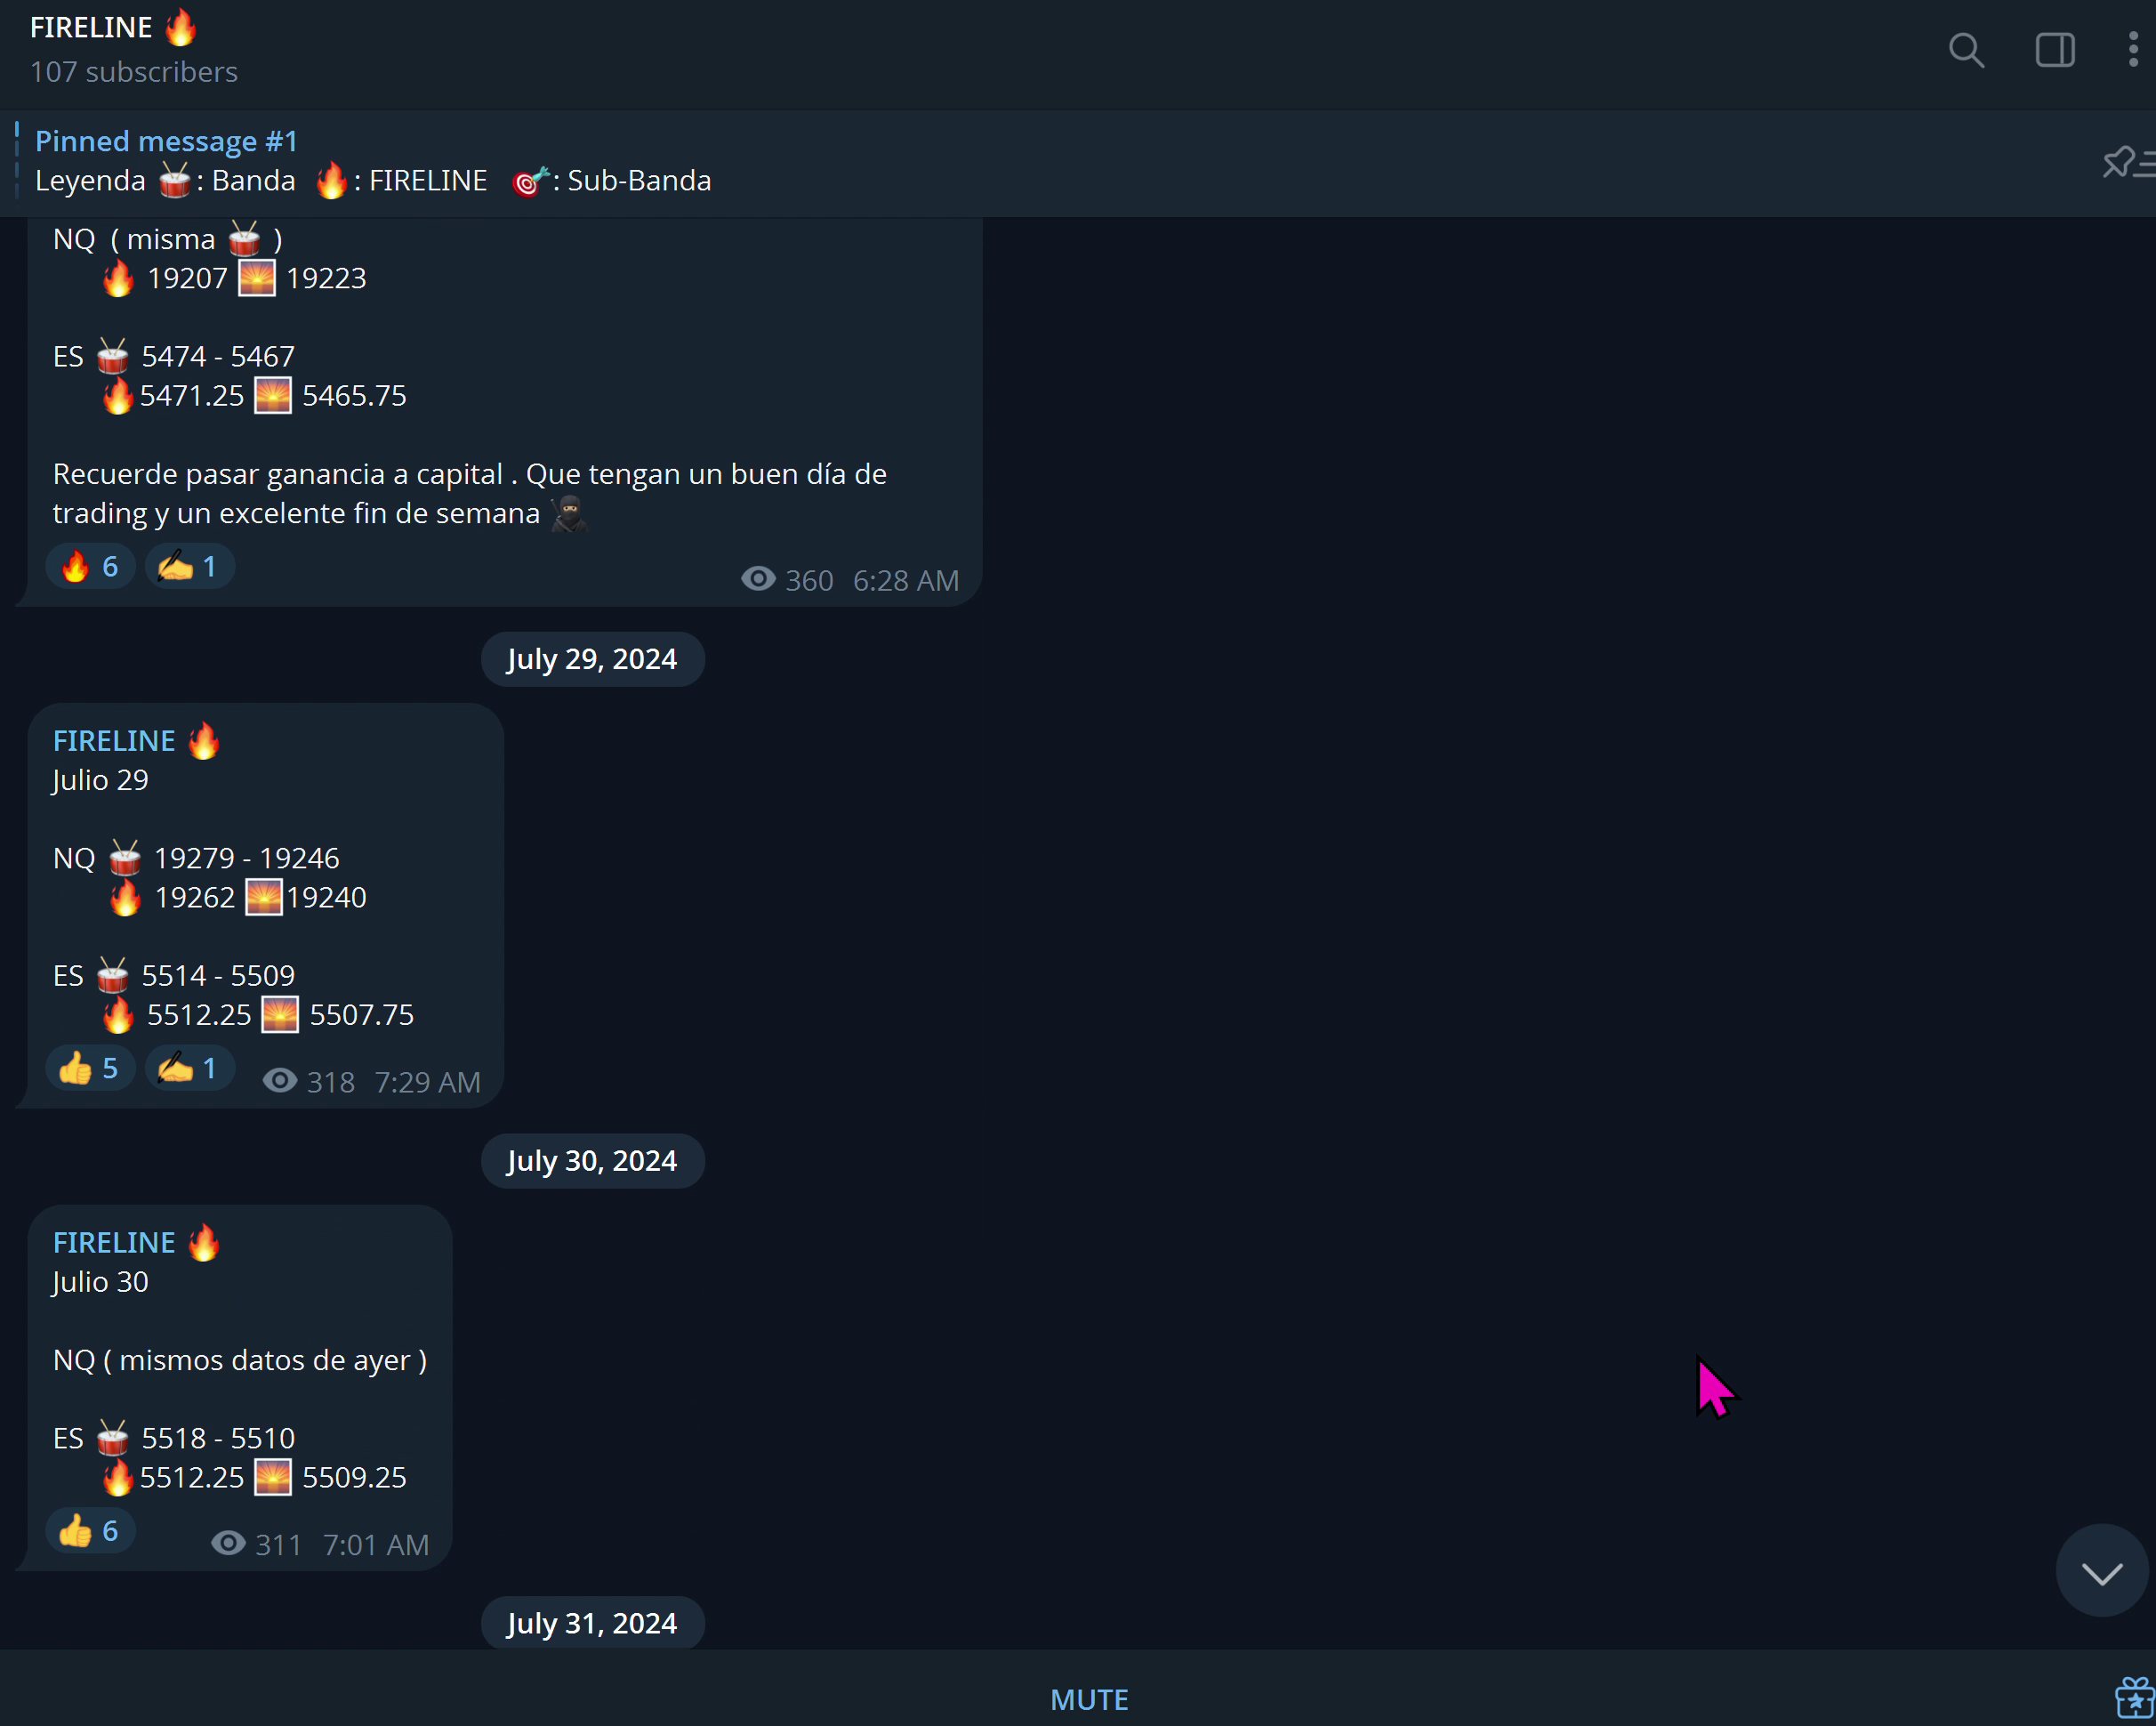 FIRELINE 🔥
107 subscribers
Pinned message #1
Leyenda 🥁: Banda 🔥: FIRELINE 🎯: Sub-Banda
NQ ( misma 🥁 )
🔥 19207 🌅 19223
ES 🥁 5474 - 5467
🔥5471.25 🌅 5465.75
Recuerde pasar ganancia a capital . Que tengan un buen día de
trading y un excelente fin de semana 🥷
🔥 6 ✍️ 1 360 6:28 AM
July 29, 2024
FIRELINE 🔥
Julio 29
NQ 🥁 19279 - 19246
🔥 19262 🌅19240
ES 🥁 5514 - 5509
🔥 5512.25 🌅 5507.75
👍 5 ✍️ 1 318 7:29 AM
July 30, 2024
FIRELINE 🔥
Julio 30
NQ ( mismos datos de ayer )
ES 🥁 5518 - 5510
🔥5512.25 🌅 5509.25
👍 6 311 7:01 AM
July 31, 2024
MUTE